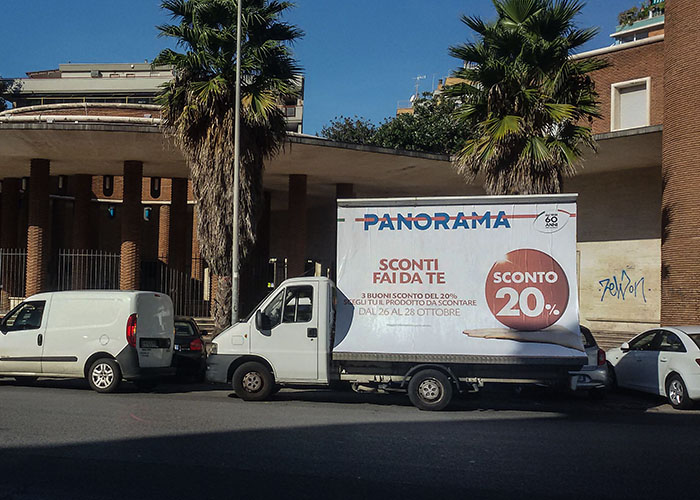 PANORAMA
60
ANNI
SCONTI
FAI DA TE
3 BUONI SCONTO DEL 20%
SCEGLI TU IL PRODOTTO DA SCONTARE
DAL 26 AL 28 OTTOBRE
SCONTO
20%